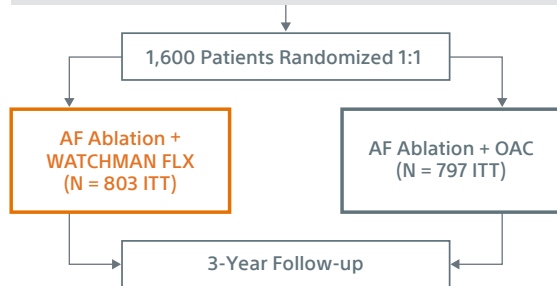 1,600 Patients Randomized 1:1
AF Ablation +
WATCHMAN FLX
(N = 803 ITT)
AF Ablation + OAC
(N = 797 ITT)
3-Year Follow-up